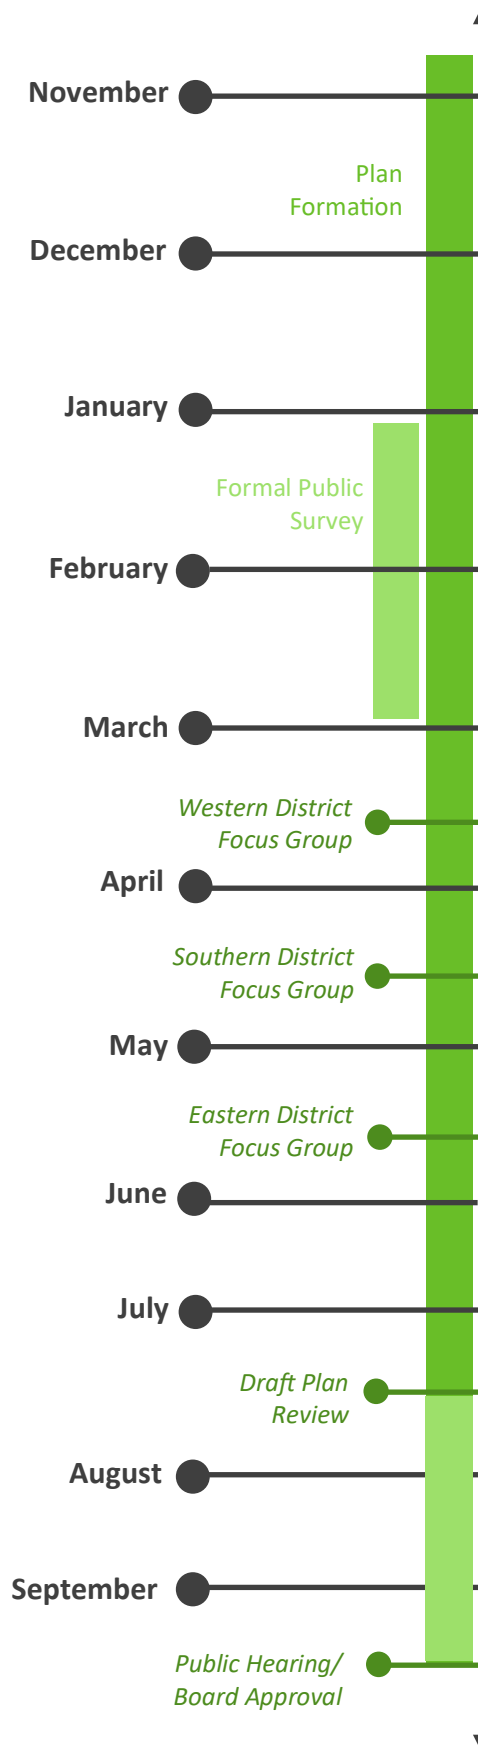 November
Plan
Formation
December
January
Formal Public
Survey
February
March
Western District
Focus Group
April
Southern District
Focus Group
May
Eastern District
Focus Group
June
July
Draft Plan
Review
August
September
Public Hearing/
Board Approval